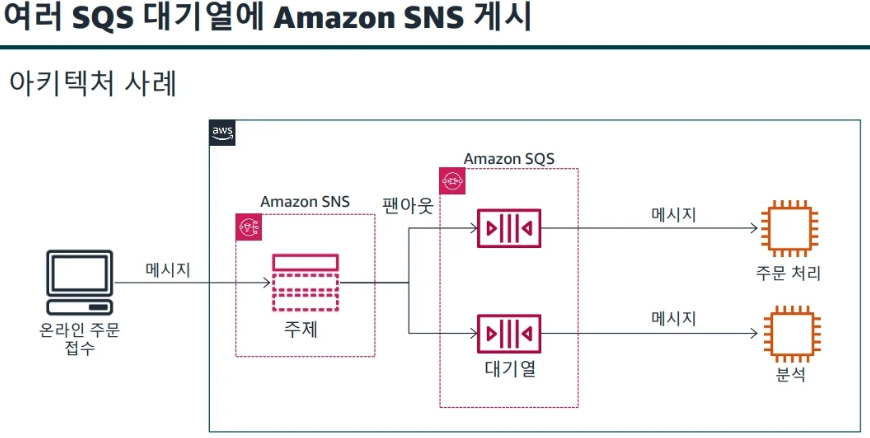 여러 SQS 대기열에 Amazon SNS 게시
아키텍처 사례
aws
Amazon SQS
Amazon SNS
팬아웃
메시지
메시지
주문 처리
온라인 주문
접수
주제
메시지
대기열
분석